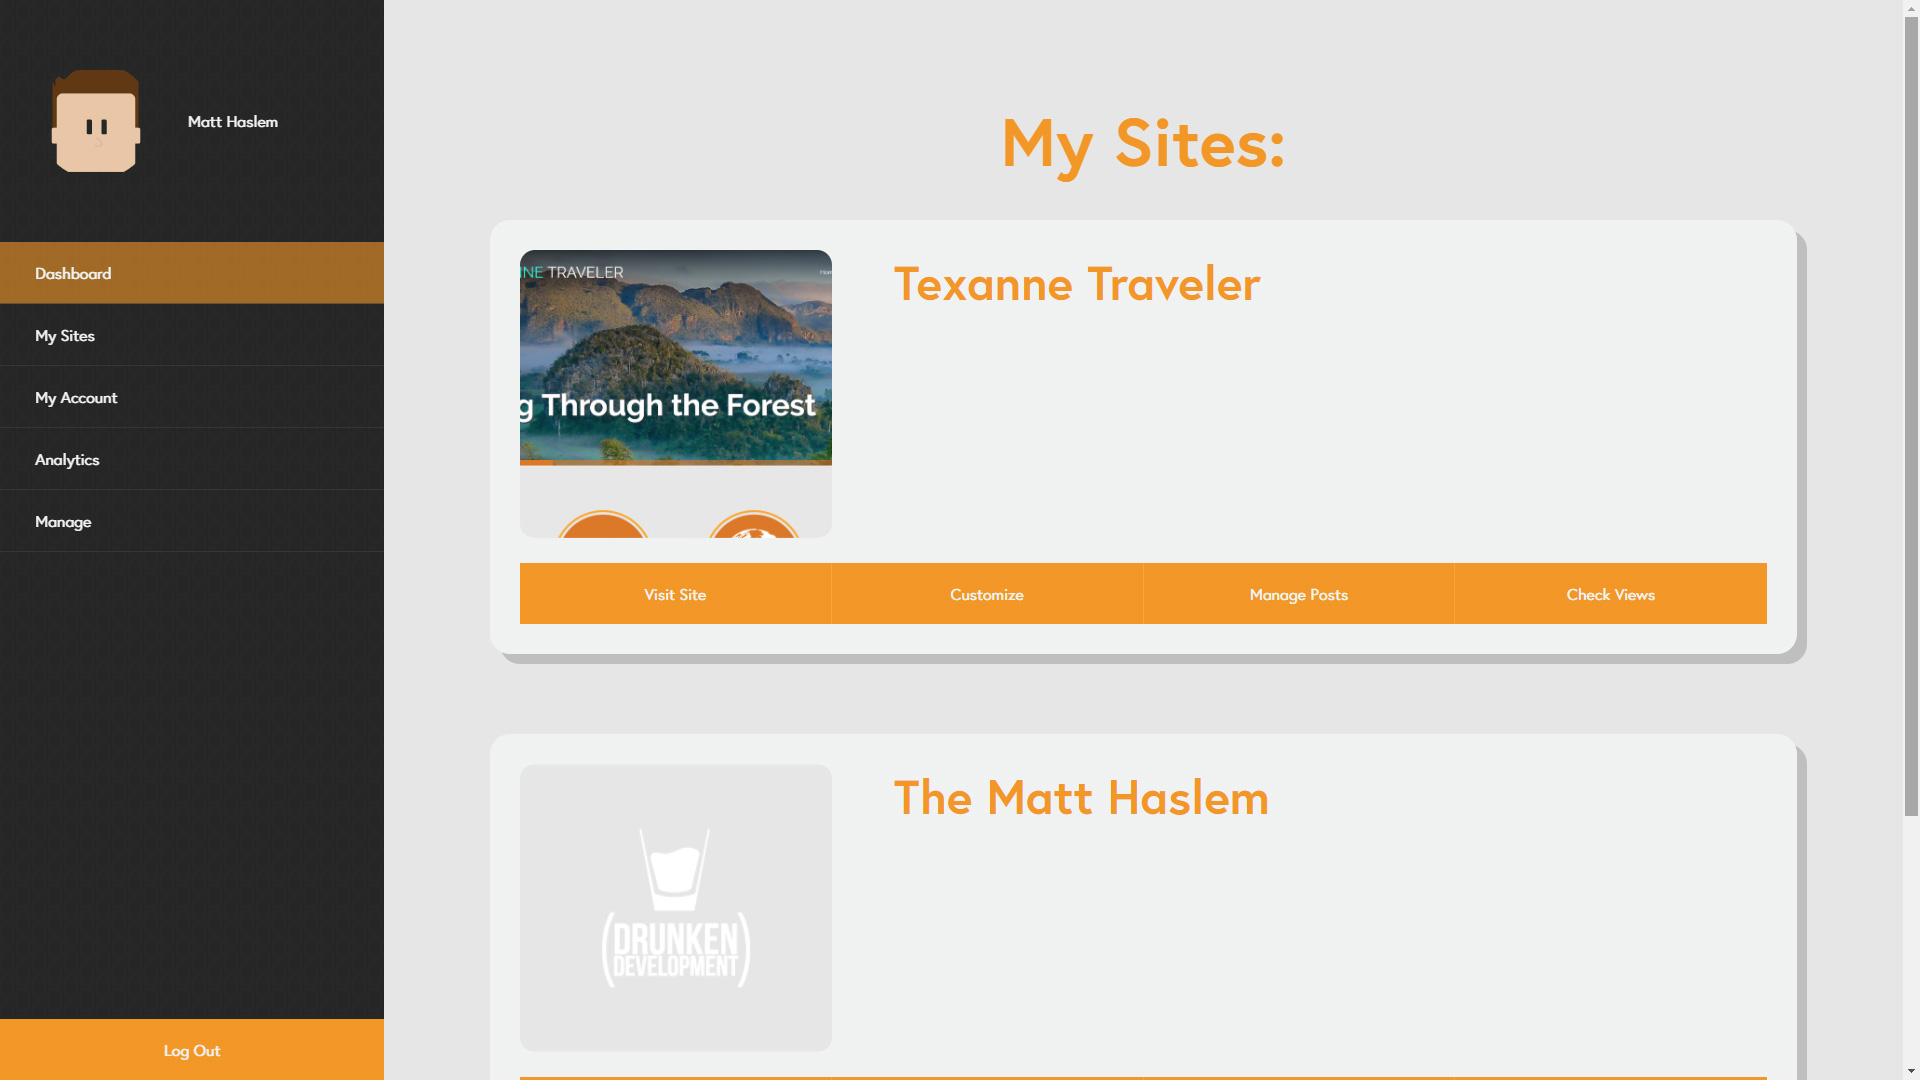 Matt Haslem
Dashboard
My Sites
My Account
Analytics
Manage
Log Out
My Sites:
NE TRAVELER
Texanne Traveler
g Through the Forest
Visit Site
Customize
Manage Posts
Check Views
The Matt Haslem
(DRUNKEN
DEVELOPMENT)